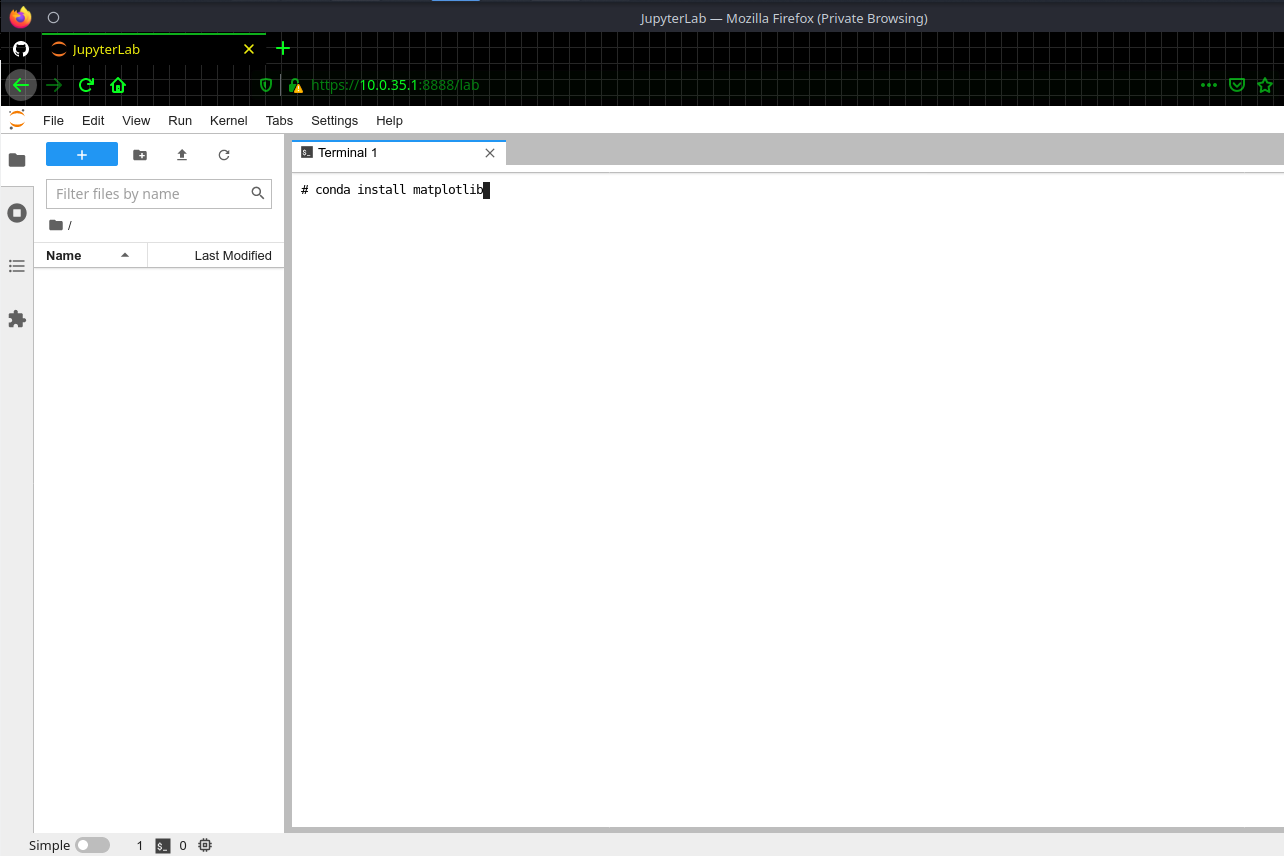 JupyterLab — Mozilla Firefox (Private Browsing)
JupyterLab
https://10.0.35.1:8888/lab
File Edit View Run Kernel Tabs Settings Help
Terminal 1
Filter files by name
# conda install matplotlib
/
Name Last Modified
Simple 1 $_ 0